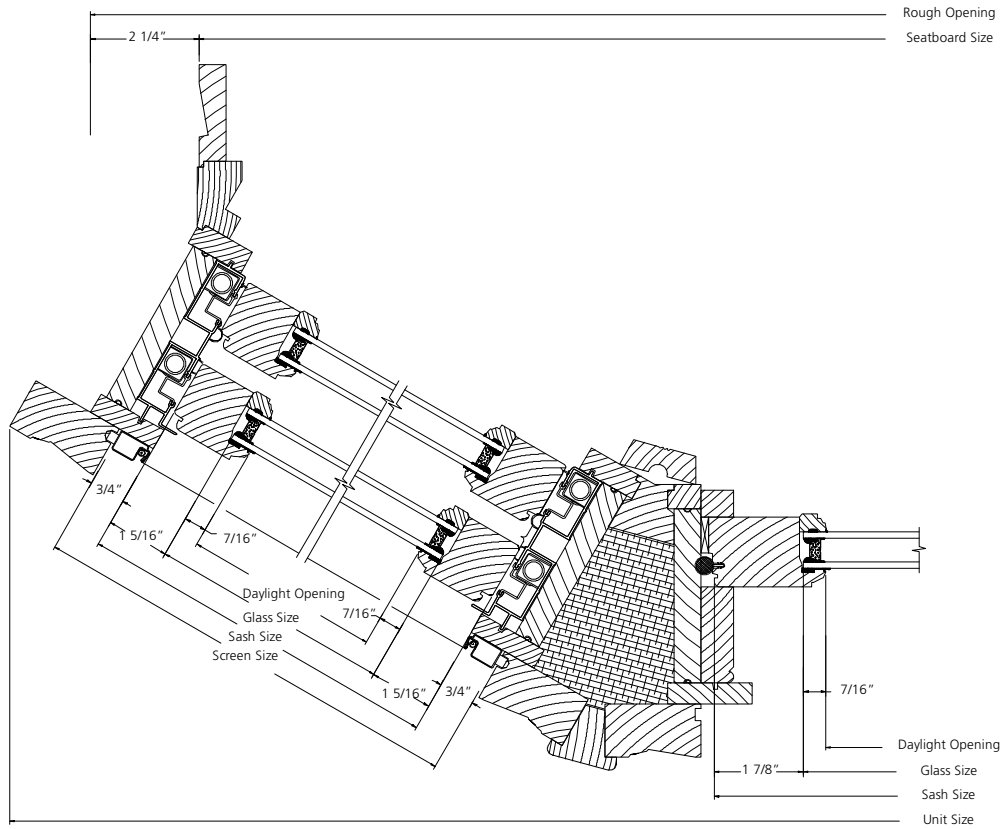 Rough Opening
2 1/4”
Seatboard Size
3/4”
1 5/16”
7/16”
Daylight Opening
7/16”
Glass Size
Sash Size
Screen Size
1 5/16”
3/4”
7/16”
Daylight Opening
1 7/8”
Glass Size
Sash Size
Unit Size